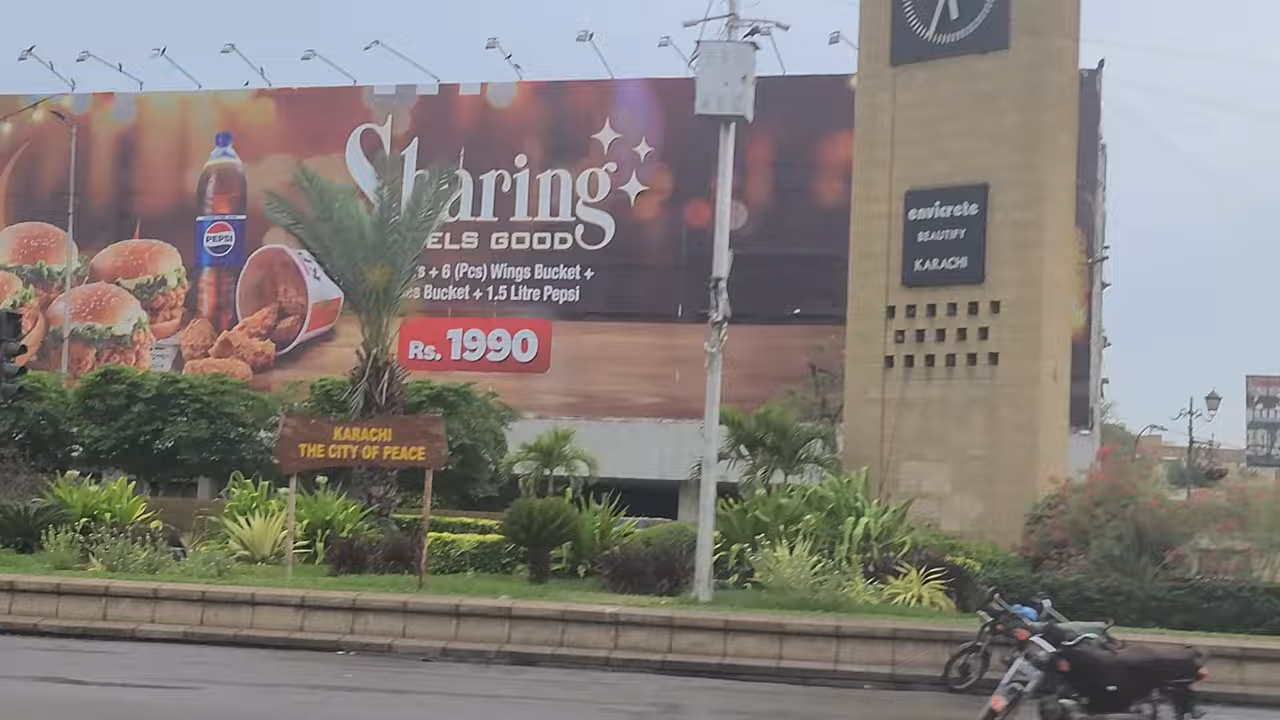 Sharing
ELS GOOD
s + 6 (Pcs) Wings Bucket +
es Bucket + 1.5 Litre Pepsi
Rs. 1990
PEPSI
envicrete
BEAUTIFY
KARACHI
KARACHI
THE CITY OF PEACE